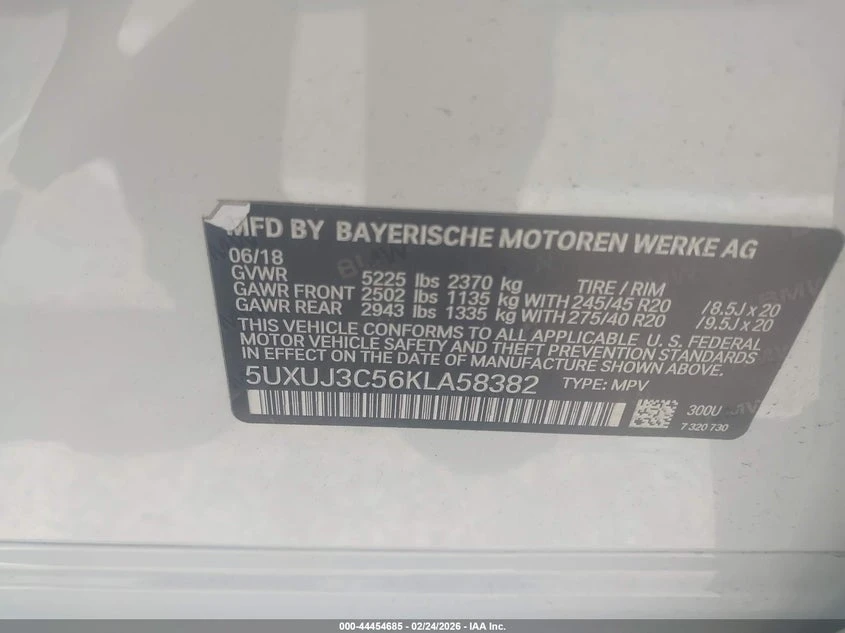 MFD BY BAYERISCHE MOTOREN WERKE AG
06/18
GVWR 5225 lbs 2370 kg TIRE / RIM
GAWR FRONT 2502 lbs 1135 kg WITH 245/45 R20 /8.5J x 20
GAWR REAR 2943 lbs 1335 kg WITH 275/40 R20 /9.5J x 20
THIS VEHICLE CONFORMS TO ALL APPLICABLE U. S. FEDERAL
MOTOR VEHICLE SAFETY AND THEFT PREVENTION STANDARDS
IN EFFECT ON THE DATE OF MANUFACTURE SHOWN ABOVE.
5UXUJ3C56KLA58382 TYPE: MPV
300U
7 320 730
000-44454685 - 02/24/2026 - IAA Inc.